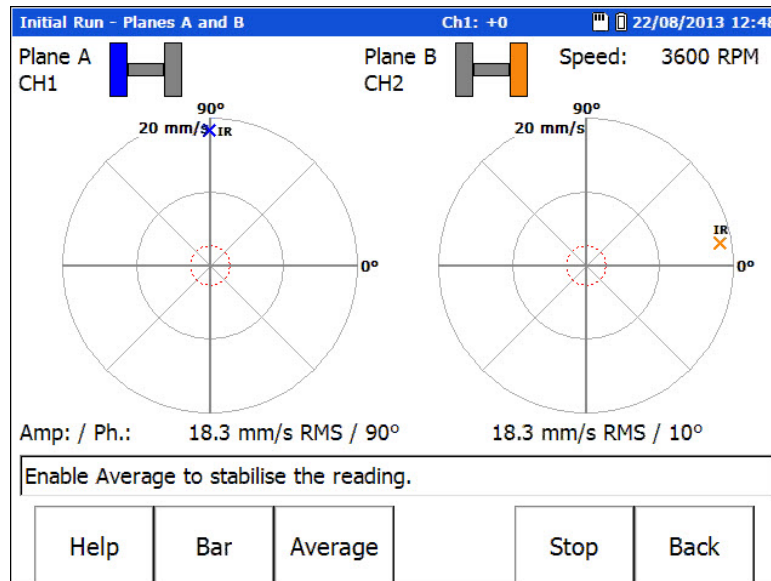 Initial Run - Planes A and B Ch1: +0 22/08/2013 12:48
Plane A Plane B Speed: 3600 RPM
CH1 CH2
90° 90°
20 mm/s IR 20 mm/s
IR
0° 0°
Amp: / Ph.: 18.3 mm/s RMS / 90° 18.3 mm/s RMS / 10°
Enable Average to stabilise the reading.
Help Bar Average Stop Back